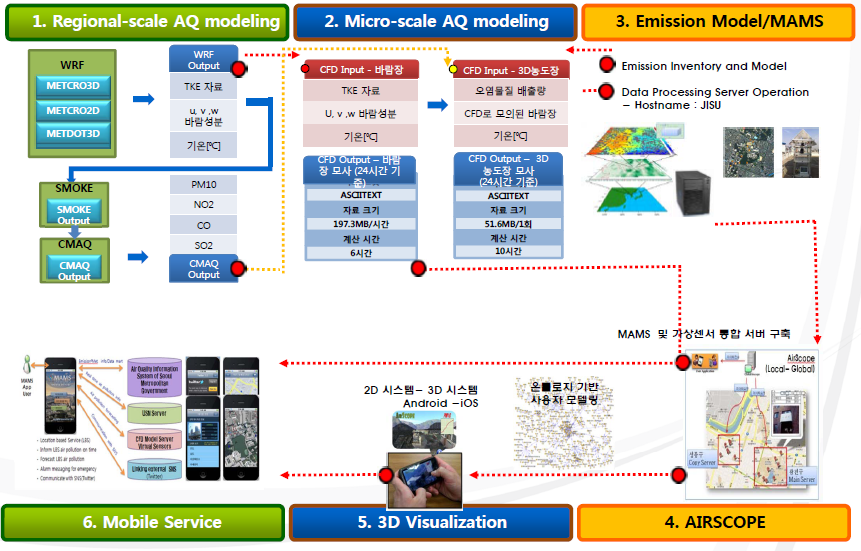 1. Regional-scale AQ modeling
2. Micro-scale AQ modeling
3. Emission Model/MAMS
WRF
METCRO3D
METCRO2D
METDOT3D
WRF
Output
TKE 자료
u, v ,w
바람성분
기온[℃]
SMOKE
SMOKE
Output
CMAQ
CMAQ
Output
PM10
NO2
CO
SO2
CMAQ
Output
CFD Input - 바람장
TKE 자료
U, v ,w 바람성분
기온[℃]
CFD Output – 바람
장 모사 (24시간 기
준)
ASCIITEXT
자료 크기
197.3MB/시간
계산 시간
6시간
CFD Input - 3D농도장
오염물질 배출량
CFD로 모의된 바람장
기온[℃]
CFD Output – 3D
농도장 모사
(24시간 기준)
ASCIITEXT
자료 크기
51.6MB/1회
계산 시간
10시간
Emission Inventory and Model
Data Processing Server Operation
– Hostname : JISU
MAMS 및 가상센서 통합 서버 구축
AirScope
(Local- Global)
성동구
Cozy Server
광진구
Main Server
MAMS
App
User
MAMS
Air Quality Information
System of Seoul
Metropolitan
Government
USN Server
CFD Model Server
Virtual Servers
Linking external SNS
(Twitter)
• Location based Service (LBS)
• Inform LBS air pollution on time
• Forecast LBS air pollution
• Alarm messaging for emergency
• Communicate with SNS/Twitter
2D 시스템– 3D 시스템
Android –iOS
온톨로지 기반
사용자 모델링
6. Mobile Service
5. 3D Visualization
4. AIRSCOPE